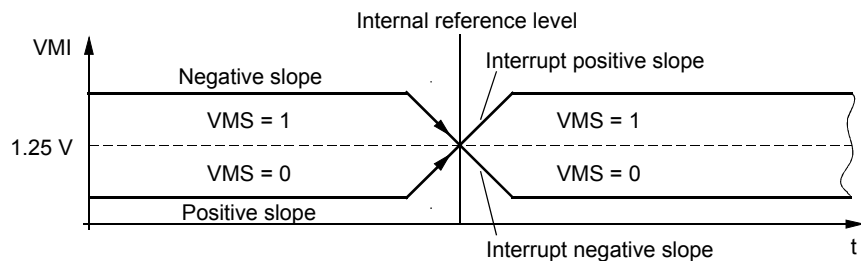 Internal reference level
VMI
Negative slope
Interrupt positive slope
VMS = 1
VMS = 1
1.25 V
VMS = 0
VMS = 0
Positive slope
Interrupt negative slope
t